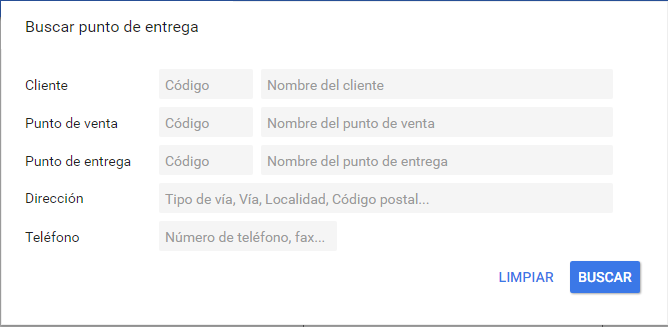 Buscar punto de entrega
Cliente Código Nombre del cliente
Punto de venta Código Nombre del punto de venta
Punto de entrega Código Nombre del punto de entrega
Dirección Tipo de vía, Vía, Localidad, Código postal...
Teléfono Número de teléfono, fax...
LIMPIAR BUSCAR